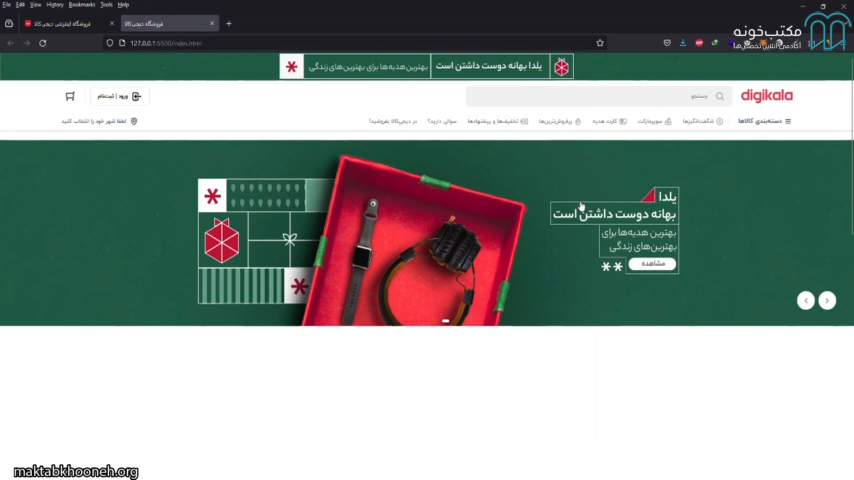 File Edit View History Bookmarks Tools Help
فروشگاه اینترنتی دیجی‌کالا
فروشگاه دیجی‌کالا
127.0.0.1:5500/index.html
مکتب‌خونه
یلدا بهانه دوست داشتن است
بهترین هدیه‌ها برای بهترین‌های زندگی
digikala
جستجو
ورود | ثبت‌نام
دسته‌بندی کالاها
شگفت‌انگیزها
سوپرمارکت
کارت هدیه
پرفروش‌ترین‌ها
تخفیف‌ها و پیشنهادها
سوالی دارید؟
در دیجی‌کالا بفروشید!
لطفا شهر خود را انتخاب کنید
یلدا
بهانه دوست داشتن است
بهترین هدیه‌ها برای
بهترین‌های زندگی
مشاهده
maktabkhooneh.org